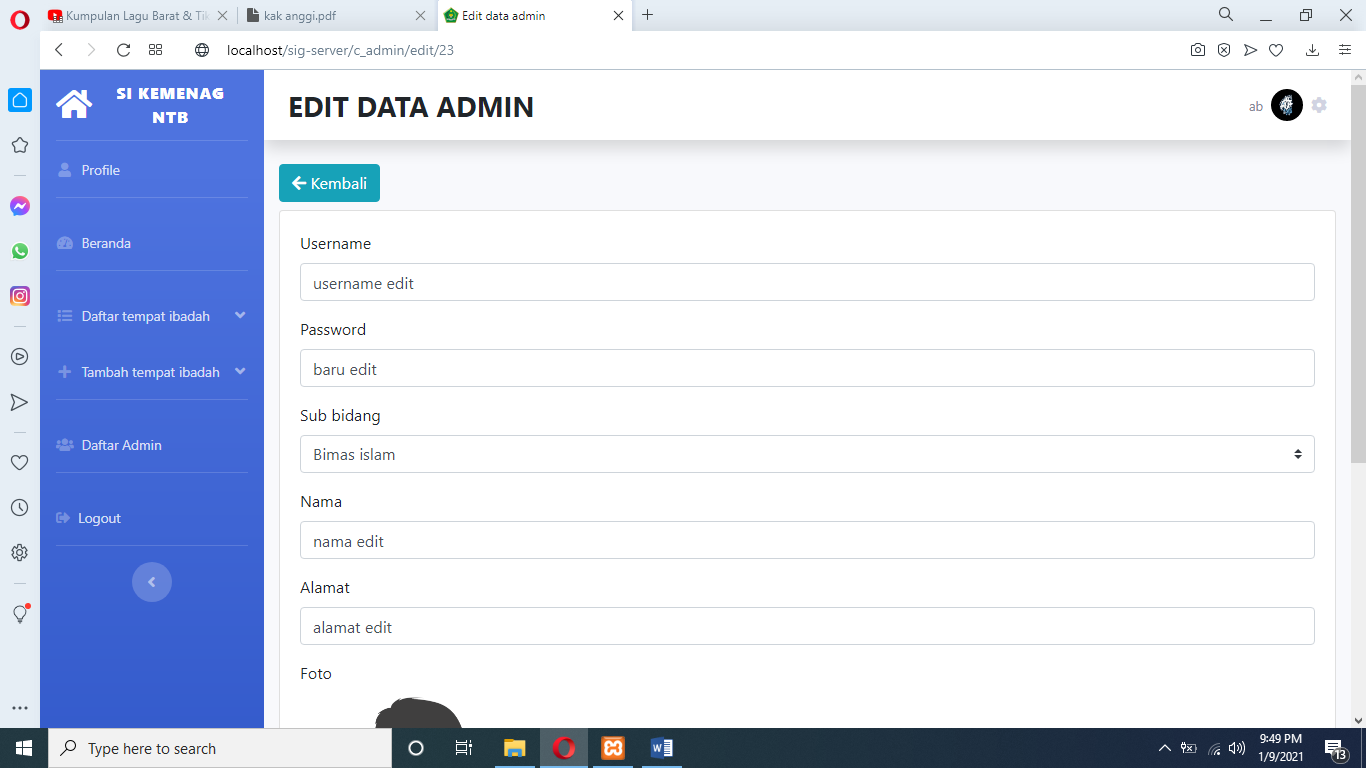 Kumpulan Lagu Barat & Tik
kak anggi.pdf
Edit data admin
localhost/sig-server/c_admin/edit/23
SI KEMENAG
NTB
EDIT DATA ADMIN
ab
Profile
Kembali
Beranda
Username
username edit
Daftar tempat ibadah
Password
Tambah tempat ibadah
baru edit
Sub bidang
Daftar Admin
Bimas islam
Nama
Logout
nama edit
Alamat
alamat edit
Foto
Type here to search
9:49 PM
1/9/2021
13